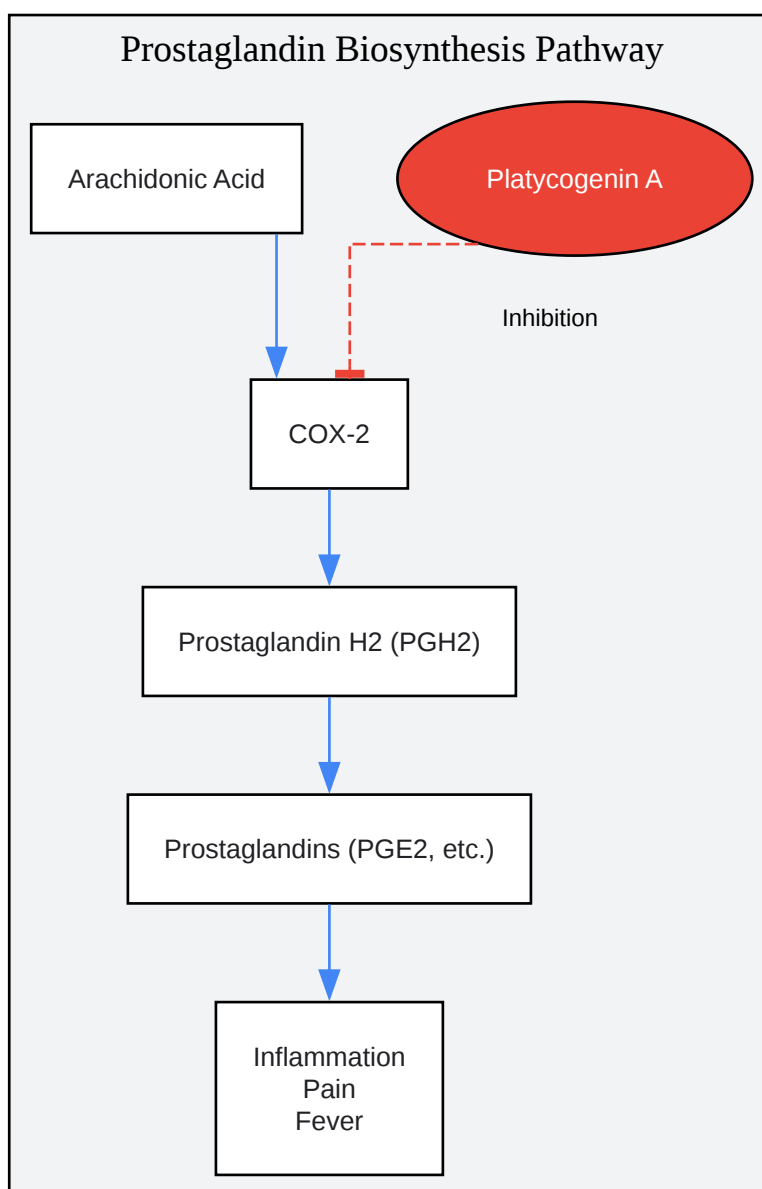 Prostaglandin Biosynthesis Pathway
Arachidonic Acid
Platycogenin A
Inhibition
COX-2
Prostaglandin H2 (PGH2)
Prostaglandins (PGE2, etc.)
Inflammation
Pain
Fever